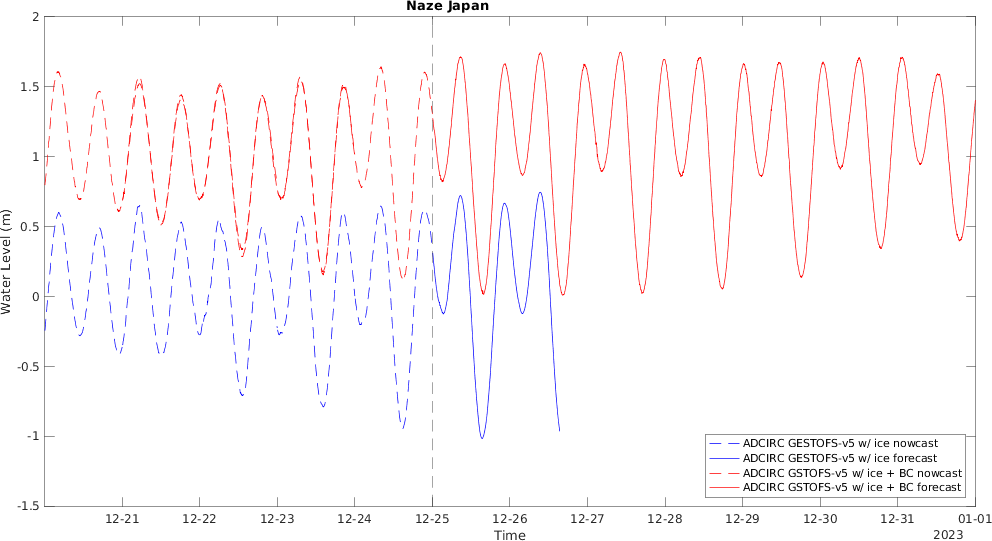 Naze Japan
2
1.5
1
0.5
0
-0.5
-1
-1.5
Water Level (m)
12-21 12-22 12-23 12-24 12-25 12-26 12-27 12-28 12-29 12-30 12-31 01-01
Time
2023
ADCIRC GESTOFS-v5 w/ ice nowcast
ADCIRC GESTOFS-v5 w/ ice forecast
ADCIRC GSTOFS-v5 w/ ice + BC nowcast
ADCIRC GSTOFS-v5 w/ ice + BC forecast